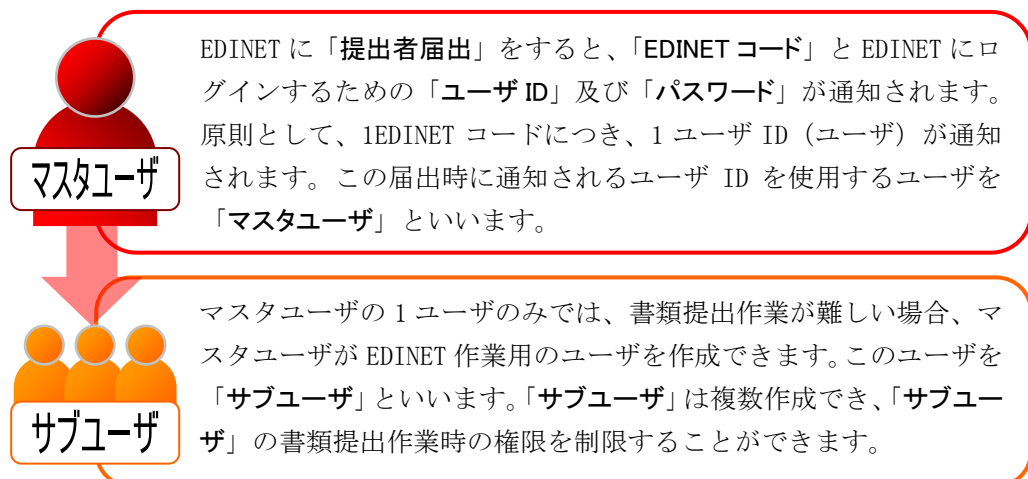 EDINET に「提出者届出」をすると、「EDINET コード」と EDINET にロ
グインするための「ユーザ ID」及び「パスワード」が通知されます。
原則として、1EDINET コードにつき、1 ユーザ ID（ユーザ）が通知
されます。この届出時に通知されるユーザ ID を使用するユーザを
「マスタユーザ」といいます。
マスタユーザ
マスタユーザの 1 ユーザのみでは、書類提出作業が難しい場合、マ
スタユーザが EDINET 作業用のユーザを作成できます。このユーザを
「サブユーザ」といいます。「サブユーザ」は複数作成でき、「サブユー
ザ」の書類提出作業時の権限を制限することができます。
サブユーザ